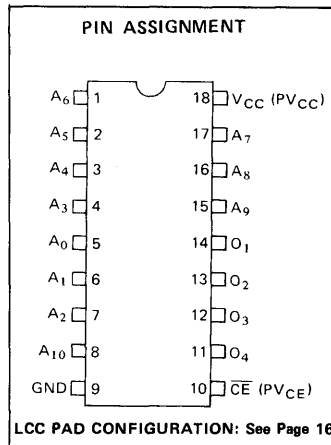 PIN ASSIGNMENT
A6 1 18 VCC (PVCC)
A5 2 17 A7
A4 3 16 A8
A3 4 15 A9
A0 5 14 O1
A1 6 13 O2
A2 7 12 O3
A10 8 11 O4
GND 9 10 C̅E̅ (PVCE)
LCC PAD CONFIGURATION: See Page 16